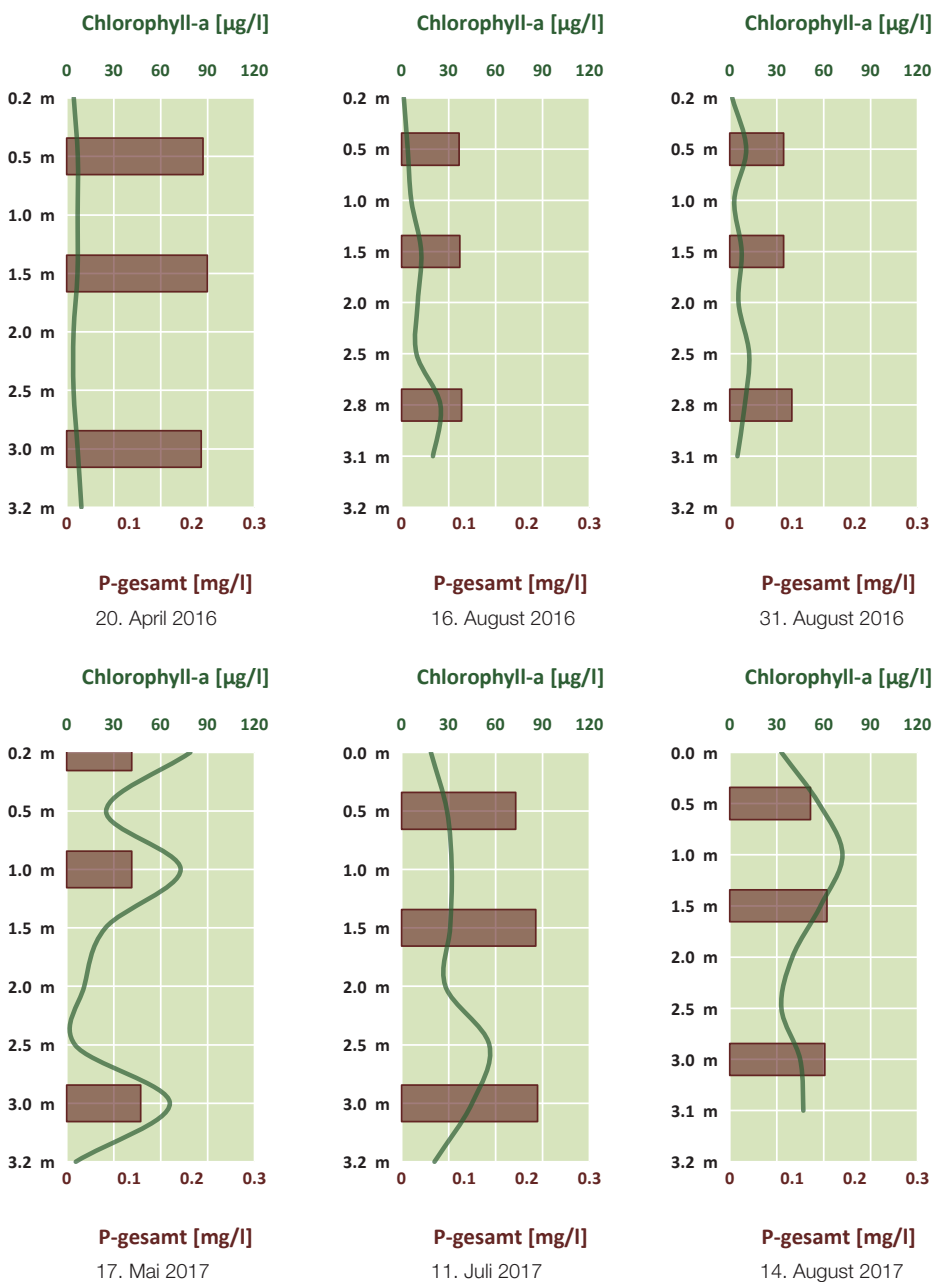 Chlorophyll-a [µg/l] Chlorophyll-a [µg/l] Chlorophyll-a [µg/l]
0 30 60 90 120 0 30 60 90 120 0 30 60 90 120
0.2 m 0.2 m 0.2 m
0.5 m 0.5 m 0.5 m
1.0 m 1.0 m 1.0 m
1.5 m 1.5 m 1.5 m
2.0 m 2.0 m 2.0 m
2.5 m 2.5 m 2.5 m
3.0 m 2.8 m 2.8 m
3.1 m 3.1 m
3.2 m 3.2 m 3.2 m
0 0.1 0.2 0.3 0 0.1 0.2 0.3 0 0.1 0.2 0.3
P-gesamt [mg/l] P-gesamt [mg/l] P-gesamt [mg/l]
20. April 2016 16. August 2016 31. August 2016
Chlorophyll-a [µg/l] Chlorophyll-a [µg/l] Chlorophyll-a [µg/l]
0 30 60 90 120 0 30 60 90 120 0 30 60 90 120
0.2 m 0.0 m 0.0 m
0.5 m 0.5 m 0.5 m
1.0 m 1.0 m 1.0 m
1.5 m 1.5 m 1.5 m
2.0 m 2.0 m 2.0 m
2.5 m 2.5 m 2.5 m
3.0 m 3.0 m 3.0 m
3.1 m
3.2 m 3.2 m 3.2 m
0 0.1 0.2 0.3 0 0.1 0.2 0.3 0 0.1 0.2 0.3
P-gesamt [mg/l] P-gesamt [mg/l] P-gesamt [mg/l]
17. Mai 2017 11. Juli 2017 14. August 2017